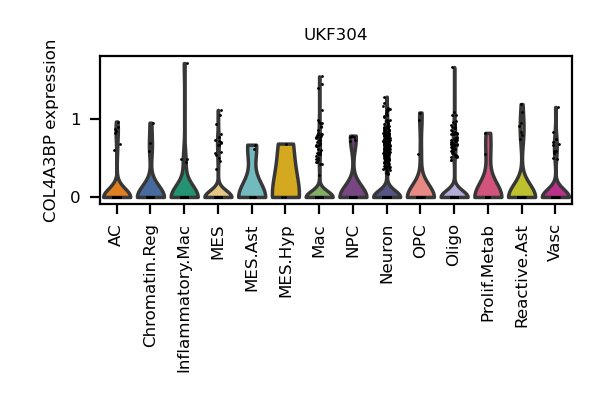 UKF304
COL4A3BP expression
1
0
AC
Chromatin.Reg
Inflammatory.Mac
MES
MES.Ast
MES.Hyp
Mac
NPC
Neuron
OPC
Oligo
Prolif.Metab
Reactive.Ast
Vasc